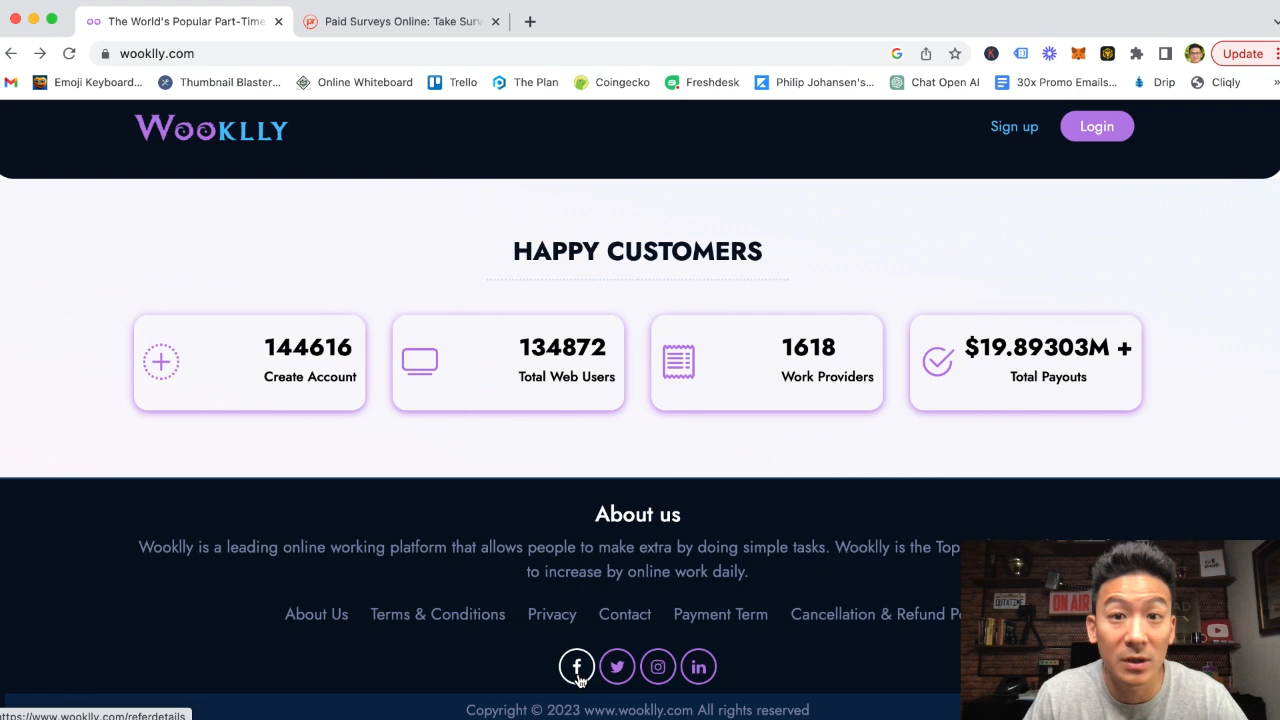 The World's Popular Part-Time
Paid Surveys Online: Take Surv
wooklly.com
Update
Emoji Keyboard...
Thumbnail Blaster...
Online Whiteboard
Trello
The Plan
Coingecko
Freshdesk
Philip Johansen's...
Chat Open AI
30x Promo Emails...
Drip
Cliqly
WOOKLLY
Sign up
Login
HAPPY CUSTOMERS
144616
Create Account
134872
Total Web Users
1618
Work Providers
$19.89303M +
Total Payouts
About us
Wooklly is a leading online working platform that allows people to make extra by doing simple tasks. Wooklly is the Top
to increase by online work daily.
About Us
Terms & Conditions
Privacy
Contact
Payment Term
Cancellation & Refund Po
ON AIR
https://www.wooklly.com/referdetails
Copyright © 2023 www.wooklly.com All rights reserved